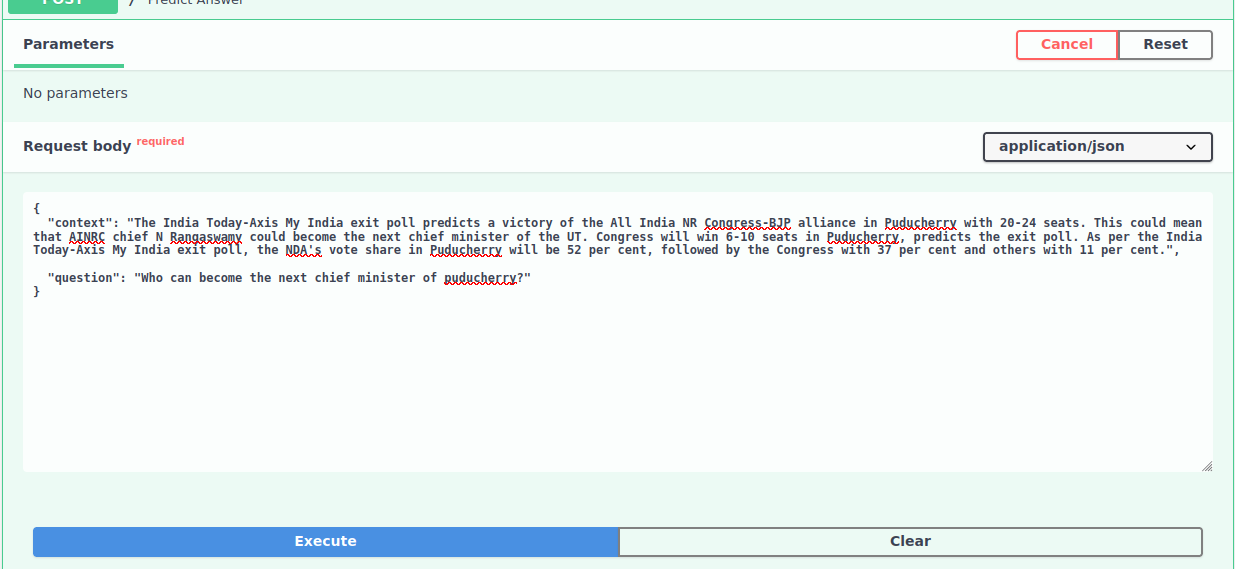 POST / Predict Answer
Parameters
Cancel
Reset
No parameters
Request body required
application/json
{
"context": "The India Today-Axis My India exit poll predicts a victory of the All India NR Congress-BJP alliance in Puducherry with 20-24 seats. This could mean
that AINRC chief N Rangaswamy could become the next chief minister of the UT. Congress will win 6-10 seats in Puducherry, predicts the exit poll. As per the India
Today-Axis My India exit poll, the NDA's vote share in Puducherry will be 52 per cent, followed by the Congress with 37 per cent and others with 11 per cent.",
"question": "Who can become the next chief minister of puducherry?"
}
Execute
Clear